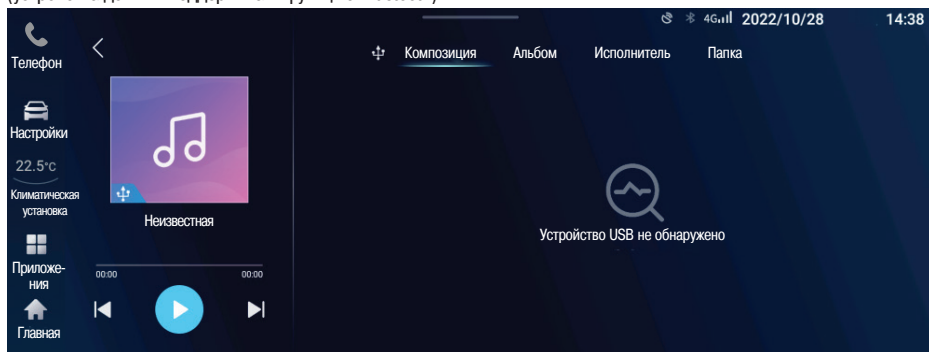 4G 2022/10/28 14:38
Телефон
Настройки
22.5°C
Климатическая
установка
Приложе-
ния
Главная
Неизвестная
00:00 00:00
Композиция Альбом Исполнитель Папка
Устройство USB не обнаружено